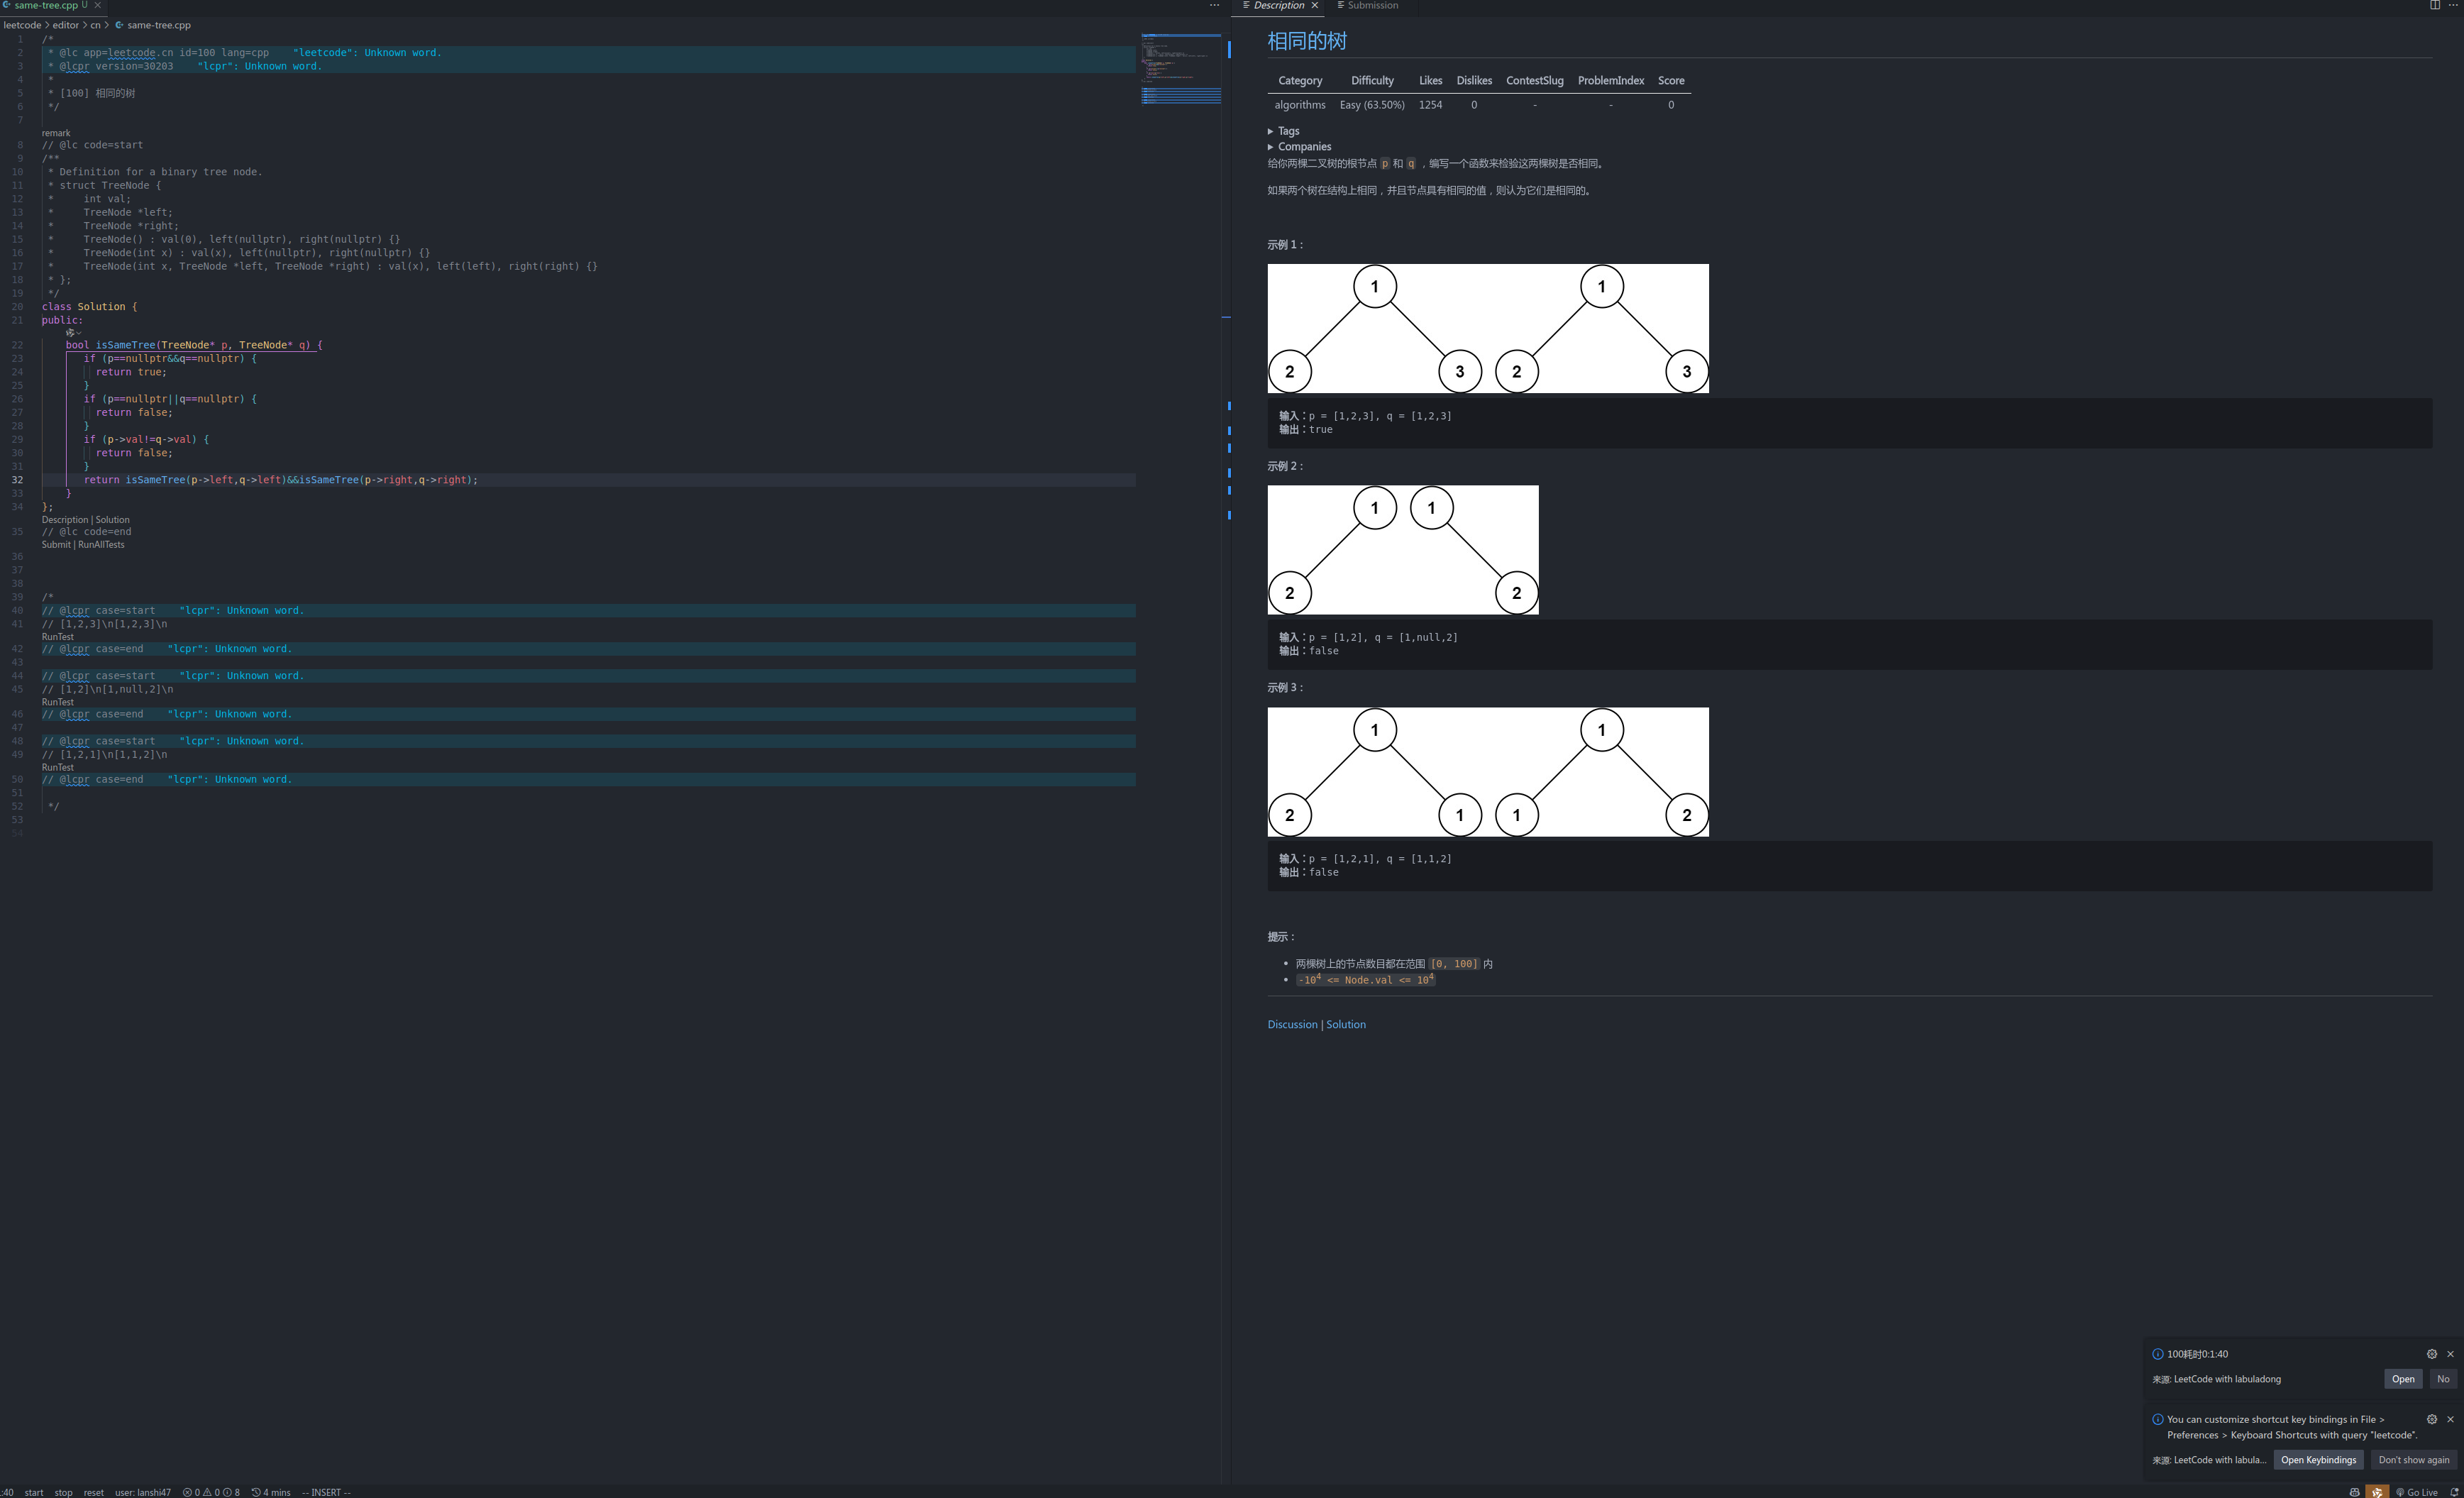 same-tree.cpp U
leetcode > editor > cn > same-tree.cpp
1 /*
2 * @lc app=leetcode.cn id=100 lang=cpp "leetcode": Unknown word.
3 * @lcpr version=30203 "lcpr": Unknown word.
4 *
5 * [100] 相同的树
6 */
7
remark
8 // @lc code=start
9 /**
10 * Definition for a binary tree node.
11 * struct TreeNode {
12 *     int val;
13 *     TreeNode *left;
14 *     TreeNode *right;
15 *     TreeNode() : val(0), left(nullptr), right(nullptr) {}
16 *     TreeNode(int x) : val(x), left(nullptr), right(nullptr) {}
17 *     TreeNode(int x, TreeNode *left, TreeNode *right) : val(x), left(left), right(right) {}
18 * };
19 */
20 class Solution {
21 public:
22 bool isSameTree(TreeNode* p, TreeNode* q) {
23 if (p==nullptr&&q==nullptr) {
24 return true;
25 }
26 if (p==nullptr||q==nullptr) {
27 return false;
28 }
29 if (p->val!=q->val) {
30 return false;
31 }
32 return isSameTree(p->left,q->left)&&isSameTree(p->right,q->right);
33 }
34 };
Description | Solution
35 // @lc code=end
Submit | RunAllTests
36
37
38
39 /*
40 // @lcpr case=start "lcpr": Unknown word.
41 // [1,2,3]\n[1,2,3]\n
RunTest
42 // @lcpr case=end "lcpr": Unknown word.
43
44 // @lcpr case=start "lcpr": Unknown word.
45 // [1,2]\n[1,null,2]\n
RunTest
46 // @lcpr case=end "lcpr": Unknown word.
47
48 // @lcpr case=start "lcpr": Unknown word.
49 // [1,2,1]\n[1,1,2]\n
RunTest
50 // @lcpr case=end "lcpr": Unknown word.
51
52 */
53
54
Description Submission
相同的树
Category Difficulty Likes Dislikes ContestSlug ProblemIndex Score
algorithms Easy (63.50%) 1254 0 - - 0
Tags
Companies
给你两棵二叉树的根节点 p 和 q ，编写一个函数来检验这两棵树是否相同。
如果两个树在结构上相同，并且节点具有相同的值，则认为它们是相同的。
示例 1：
1 1
2 3 2 3
输入：p = [1,2,3], q = [1,2,3]
输出：true
示例 2：
1 1
2 2
输入：p = [1,2], q = [1,null,2]
输出：false
示例 3：
1 1
2 1 1 2
输入：p = [1,2,1], q = [1,1,2]
输出：false
提示：
两棵树上的节点数目都在范围 [0, 100] 内
-10⁴ <= Node.val <= 10⁴
Discussion | Solution
100耗时0:1:40
来源: LeetCode with labuladong Open No
You can customize shortcut key bindings in File >
Preferences > Keyboard Shortcuts with query "leetcode".
来源: LeetCode with labula... Open Keybindings Don't show again
:40 start stop reset user: lanshi47 0 0 8 4 mins -- INSERT -- Go Live